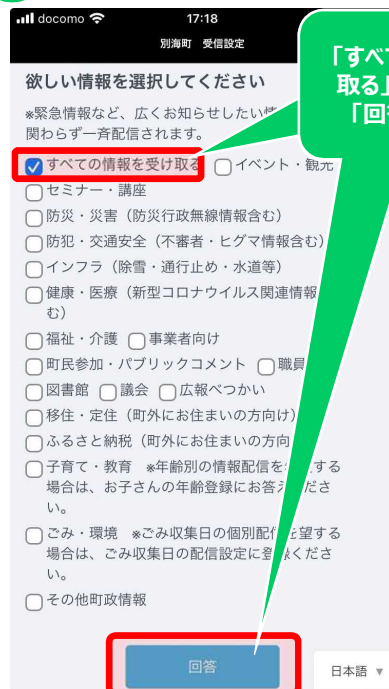 docomo 17:18
別海町 受信設定
「すべて
取る」
「回答
欲しい情報を選択してください
*緊急情報など、広くお知らせしたい情
関わらず一斉配信されます。
すべての情報を受け取る イベント・観光
セミナー・講座
防災・災害（防災行政無線情報含む）
防犯・交通安全（不審者・ヒグマ情報含む）
インフラ（除雪・通行止め・水道等）
健康・医療（新型コロナウイルス関連情報
む）
福祉・介護 事業者向け
町民参加・パブリックコメント 職員
図書館 議会 広報べつかい
移住・定住（町外にお住まいの方向け）
ふるさと納税（町外にお住まいの方向
子育て・教育 *年齢別の情報配信を する
場合は、お子さんの年齢登録にお答え ださ
い。
ごみ・環境 *ごみ収集日の個別配信 望する
場合は、ごみ収集日の配信設定に登録くださ
い。
その他町政情報
回答
日本語 ▼